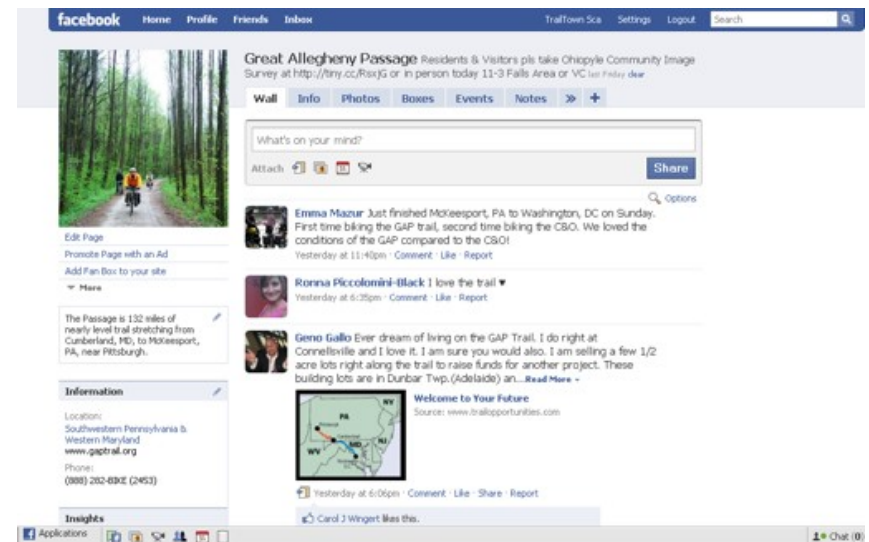 facebook Home Profile Friends Inbox TrailTown Sca Settings Logout Search
Great Allegheny Passage Residents & Visitors pls take Ohiopyle Community Image
Survey at http://tiny.cc/RsxjG or in person today 11-3 Falls Area or VC last Friday clear
Wall Info Photos Boxes Events Notes » +
What's on your mind?
Attach Share
Options
Edit Page
Promote Page with an Ad
Add Fan Box to your site
More
The Passage is 132 miles of
nearly level trail stretching from
Cumberland, MD, to McKeesport,
PA, near Pittsburgh.
Information
Location:
Southwestern Pennsylvania &
Western Maryland
www.gaptrail.org
Phone:
(888) 282-BIKE (2453)
Insights
Emma Mazur Just finished McKeesport, PA to Washington, DC on Sunday.
First time biking the GAP trail, second time biking the C&O. We loved the
conditions of the GAP compared to the C&O!
Yesterday at 11:40pm · Comment · Like · Report
Ronna Piccolomini-Black I love the trail ♥
Yesterday at 6:35pm · Comment · Like · Report
Geno Gallo Ever dream of living on the GAP Trail. I do right at
Connellsville and I love it. I am sure you would also. I am selling a few 1/2
acre lots right along the trail to raise funds for another project. These
building lots are in Dunbar Twp.(Adelaide) an...Read More
NY
PA
NJ
MD
WV
Welcome to Your Future
Source: www.trailopportunities.com
Yesterday at 6:06pm · Comment · Like · Share · Report
Carol J Wingert likes this.
Applications Chat (0)